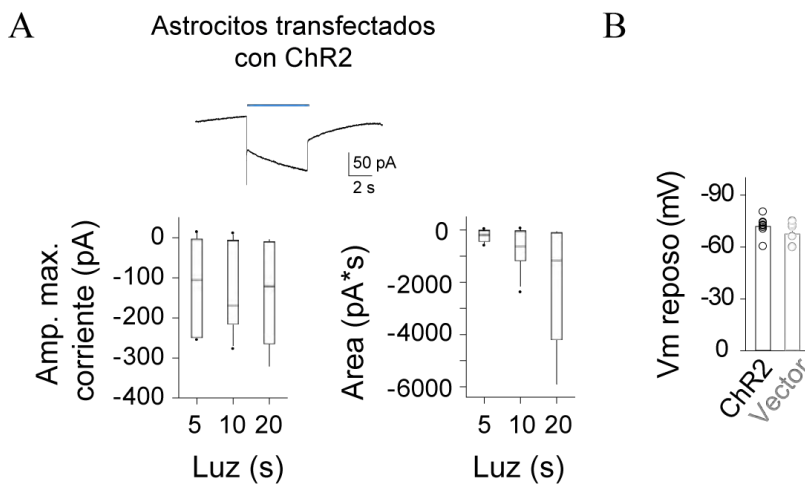 A
Astrocitos transfectados
con ChR2
50 pA
2 s
Amp. max.
corriente (pA)
0
-100
-200
-300
-400
5 10 20
Luz (s)
Area (pA*s)
0
-2000
-4000
-6000
5 10 20
Luz (s)
B
Vm reposo (mV)
-90
-60
-30
0
ChR2
Vector